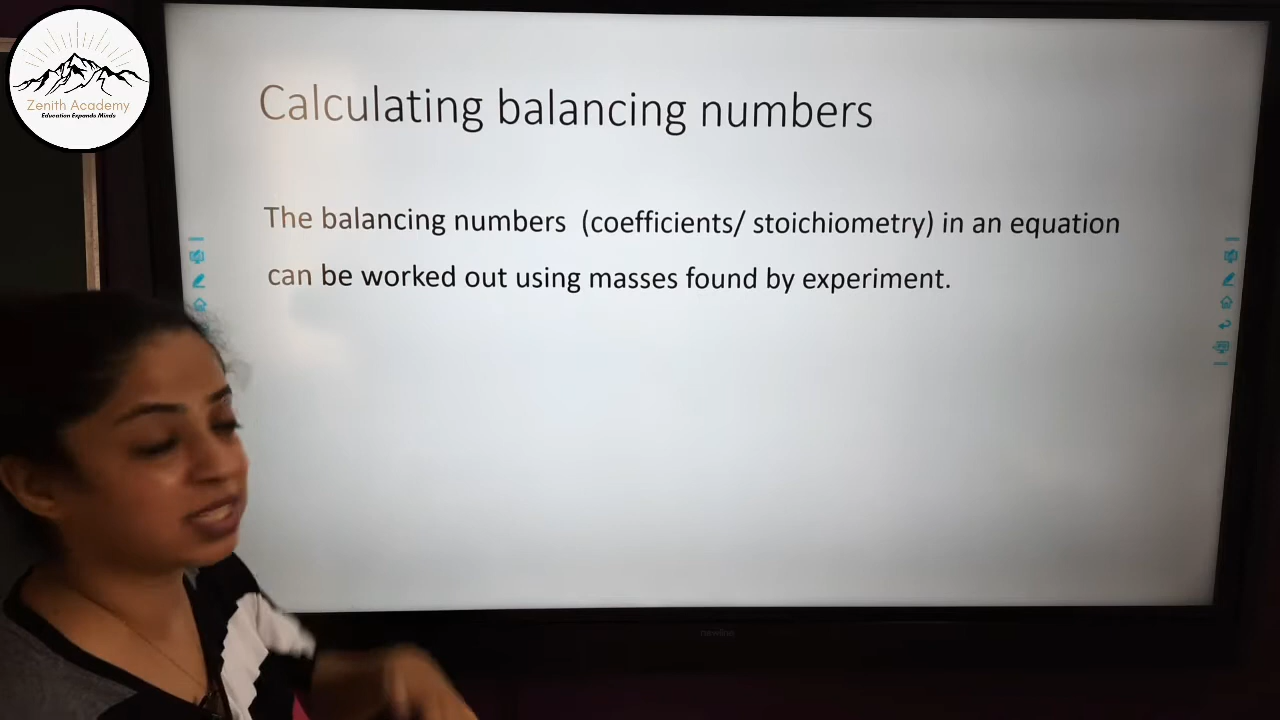 Zenith Academy
Education Expands Minds
Calculating balancing numbers
The balancing numbers (coefficients/ stoichiometry) in an equation
can be worked out using masses found by experiment.
newline